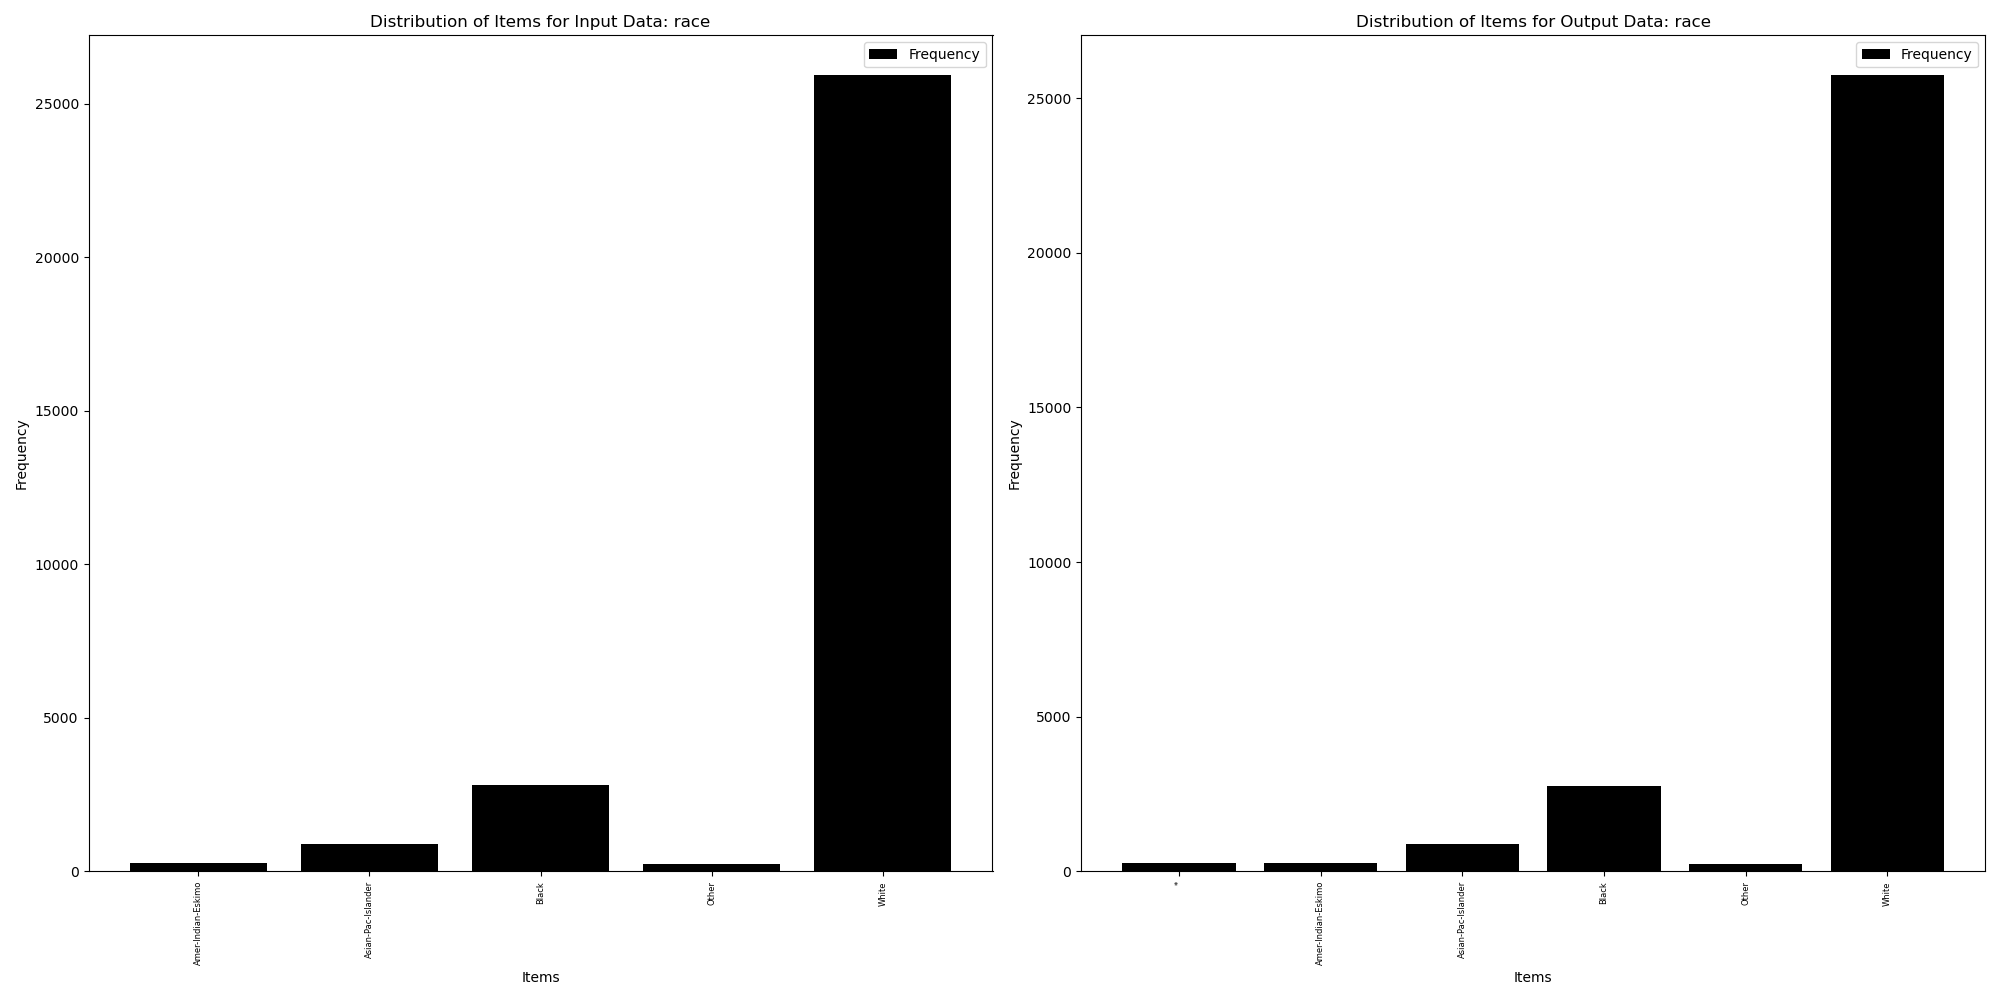 Distribution of Items for Input Data: race
Frequency
25000
20000
15000
10000
5000
0
Frequency
Amer-Indian-Eskimo
Asian-Pac-Islander
Black
Other
White
Items
Distribution of Items for Output Data: race
Frequency
25000
20000
15000
10000
5000
0
Frequency
*
Amer-Indian-Eskimo
Asian-Pac-Islander
Black
Other
White
Items